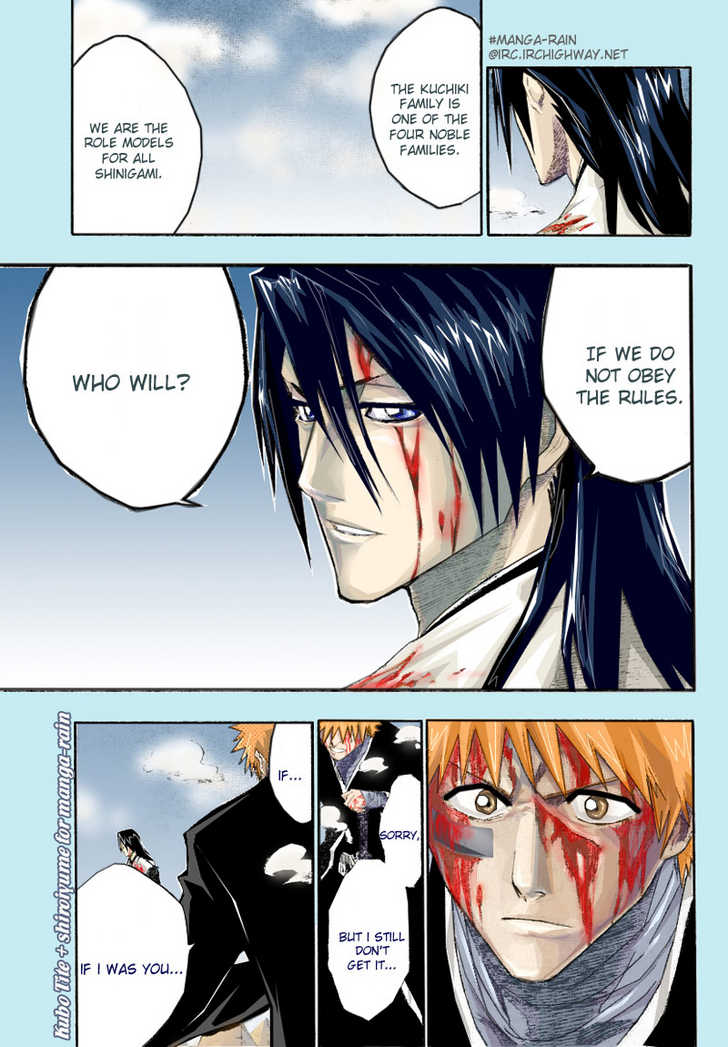 #MANGA-RAIN
@IRC.IRCHIGHWAY.NET
THE KUCHIKI
FAMILY IS
ONE OF THE
FOUR NOBLE
FAMILIES.
WE ARE THE
ROLE MODELS
FOR ALL
SHINIGAMI.
IF WE DO
NOT OBEY
THE RULES.
WHO WILL?
SORRY,
BUT I STILL
DON'T
GET IT...
IF...
IF I WAS YOU...
Kubo Tite + shiroiyume for manga-rain